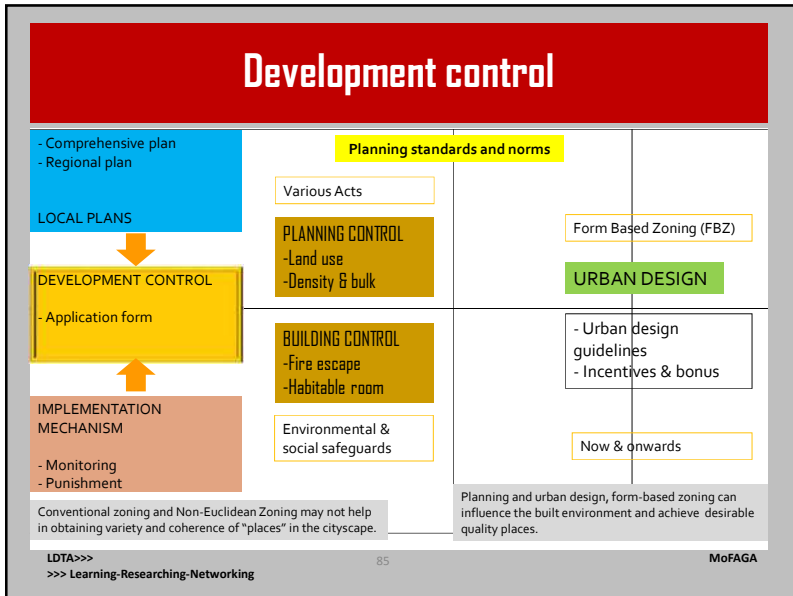 Development control
- Comprehensive plan
- Regional plan
LOCAL PLANS
DEVELOPMENT CONTROL
- Application form
IMPLEMENTATION
MECHANISM
- Monitoring
- Punishment
Planning standards and norms
Various Acts
PLANNING CONTROL
-Land use
-Density & bulk
BUILDING CONTROL
-Fire escape
-Habitable room
Environmental &
social safeguards
Form Based Zoning (FBZ)
URBAN DESIGN
- Urban design
guidelines
- Incentives & bonus
Now & onwards
Conventional zoning and Non-Euclidean Zoning may not help
in obtaining variety and coherence of “places” in the cityscape.
Planning and urban design, form-based zoning can
influence the built environment and achieve desirable
quality places.
LDTA>>>
>>> Learning-Researching-Networking
85
MoFAGA